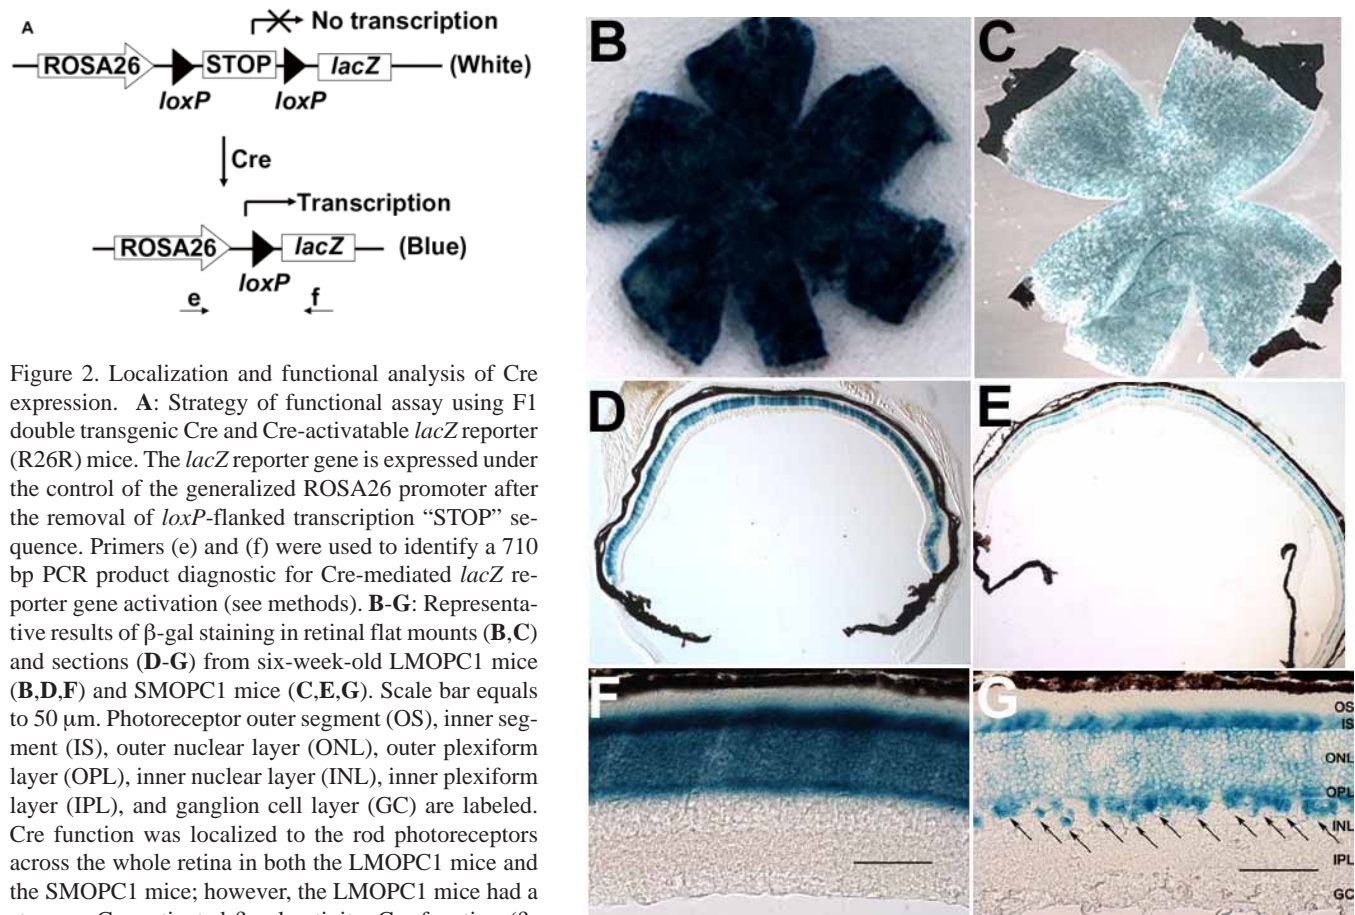 A
No transcription
ROSA26
STOP
lacZ
(White)
loxP
loxP
Cre
Transcription
ROSA26
lacZ
(Blue)
loxP
e
f
Figure 2. Localization and functional analysis of Cre
expression. A: Strategy of functional assay using F1
double transgenic Cre and Cre-activatable lacZ reporter
(R26R) mice. The lacZ reporter gene is expressed under
the control of the generalized ROSA26 promoter after
the removal of loxP-flanked transcription “STOP” se-
quence. Primers (e) and (f) were used to identify a 710
bp PCR product diagnostic for Cre-mediated lacZ re-
porter gene activation (see methods). B-G: Representa-
tive results of β-gal staining in retinal flat mounts (B,C)
and sections (D-G) from six-week-old LMOPC1 mice
(B,D,F) and SMOPC1 mice (C,E,G). Scale bar equals
to 50 μm. Photoreceptor outer segment (OS), inner seg-
ment (IS), outer nuclear layer (ONL), outer plexiform
layer (OPL), inner nuclear layer (INL), inner plexiform
layer (IPL), and ganglion cell layer (GC) are labeled.
Cre function was localized to the rod photoreceptors
across the whole retina in both the LMOPC1 mice and
the SMOPC1 mice; however, the LMOPC1 mice had a
B
C
D
E
F
G
OS
IS
ONL
OPL
INL
IPL
GC